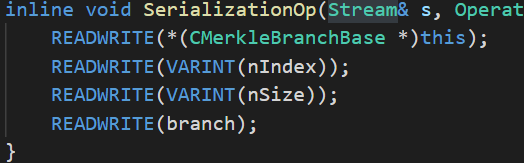 inline void SerializationOp(Stream& s, Operat
READWRITE(*(CMerkleBranchBase *)this);
READWRITE(VARINT(nIndex));
READWRITE(VARINT(nSize));
READWRITE(branch);
}